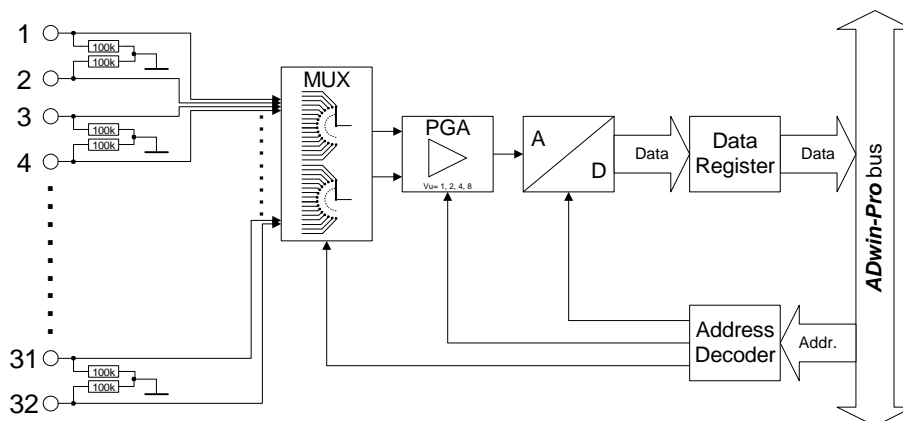 1
100k
100k
2
3
100k
100k
4
31
100k
100k
32
MUX
PGA
Vu= 1, 2, 4, 8
A
D
Data
Data
Register
Data
Address
Decoder
Addr.
ADwin-Pro bus